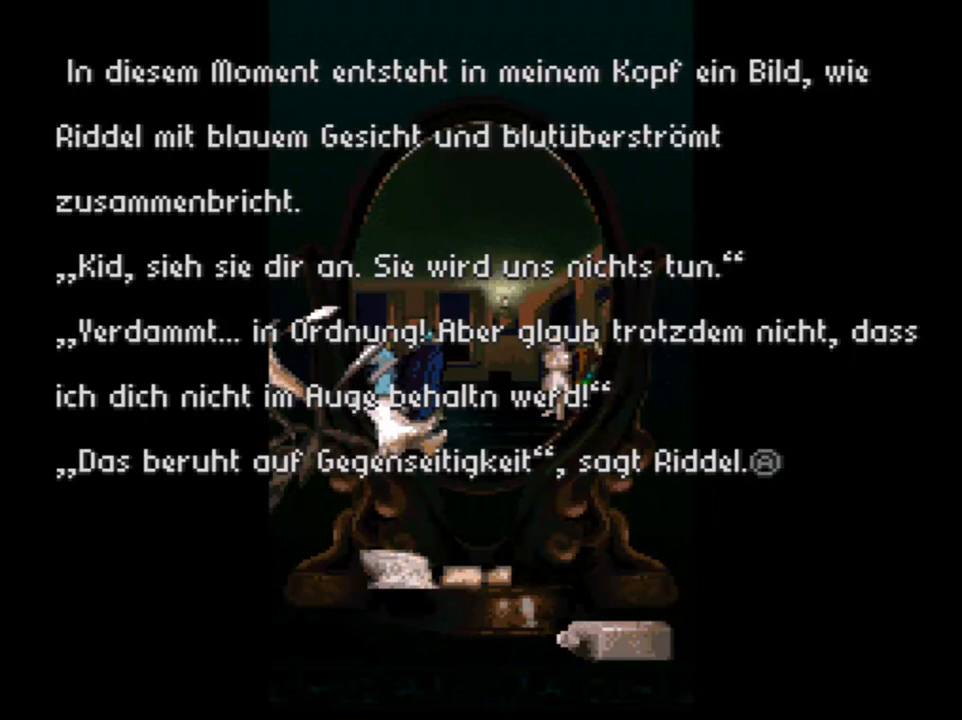 In diesem Moment entsteht in meinem Kopf ein Bild, wie
Riddel mit blauem Gesicht und blutüberströmt
zusammenbricht.
„Kid, sieh sie dir an. Sie wird uns nichts tun.“
„Verdammt... in Ordnung! Aber glaub trotzdem nicht, dass
ich dich nicht im Auge behaltn werd!“
„Das beruht auf Gegenseitigkeit“, sagt Riddel.Ⓐ